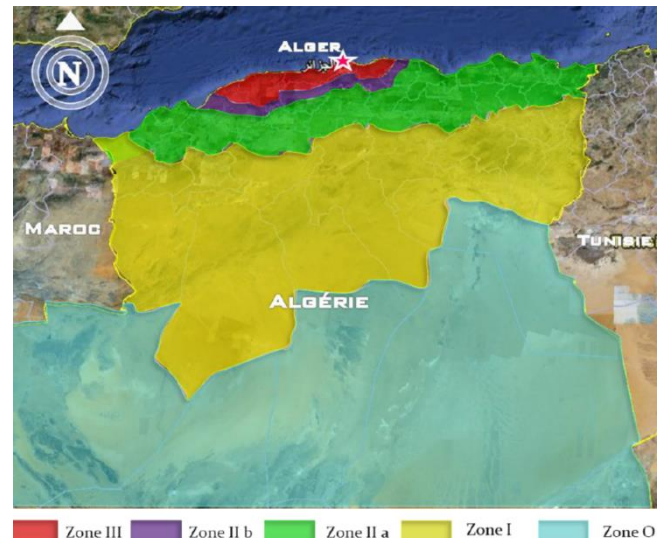 ALGER
الجزائر
N
MAROC
TUNISIE
ALGÉRIE
Zone III
Zone II b
Zone II a
Zone I
Zone O